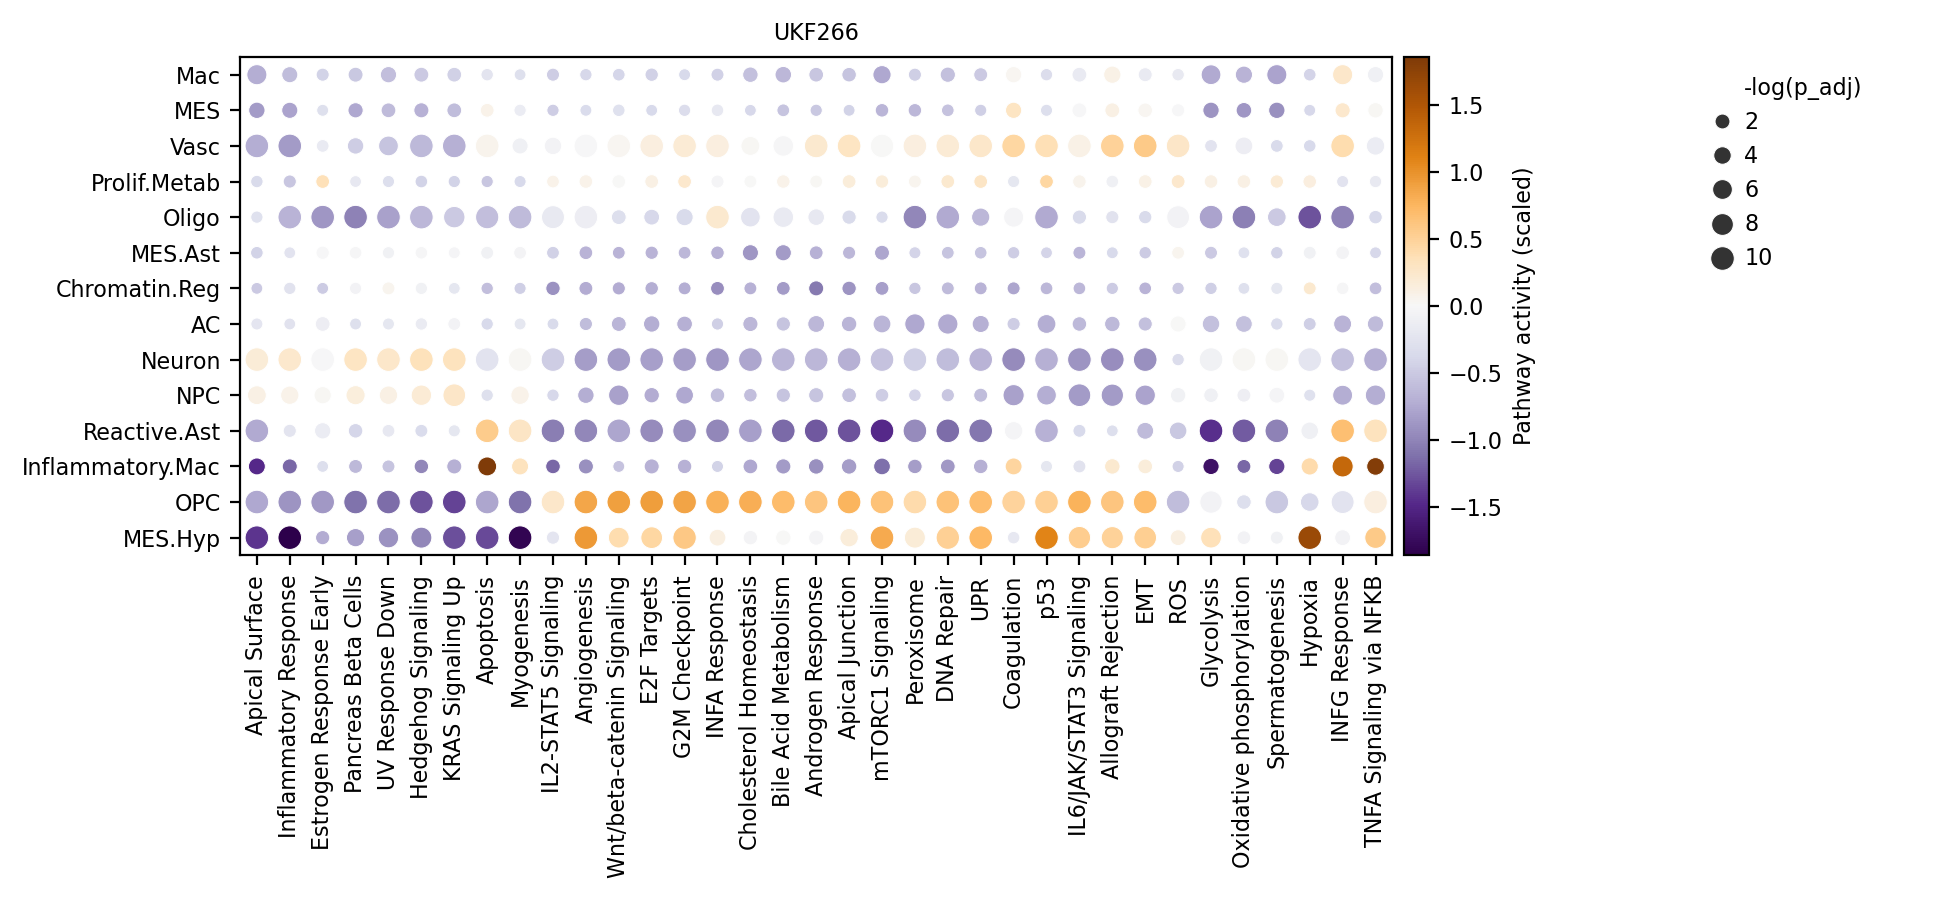 UKF266
Mac
MES
Vasc
Prolif.Metab
Oligo
MES.Ast
Chromatin.Reg
AC
Neuron
NPC
Reactive.Ast
Inflammatory.Mac
OPC
MES.Hyp
Apical Surface
Inflammatory Response
Estrogen Response Early
Pancreas Beta Cells
UV Response Down
Hedgehog Signaling
KRAS Signaling Up
Apoptosis
Myogenesis
IL2-STAT5 Signaling
Angiogenesis
Wnt/beta-catenin Signaling
E2F Targets
G2M Checkpoint
INFA Response
Cholesterol Homeostasis
Bile Acid Metabolism
Androgen Response
Apical Junction
mTORC1 Signaling
Peroxisome
DNA Repair
UPR
Coagulation
p53
IL6/JAK/STAT3 Signaling
Allograft Rejection
EMT
ROS
Glycolysis
Oxidative phosphorylation
Spermatogenesis
Hypoxia
INFG Response
TNFA Signaling via NFKB
1.5
1.0
0.5
0.0
−0.5
−1.0
−1.5
Pathway activity (scaled)
-log(p_adj)
2
4
6
8
10